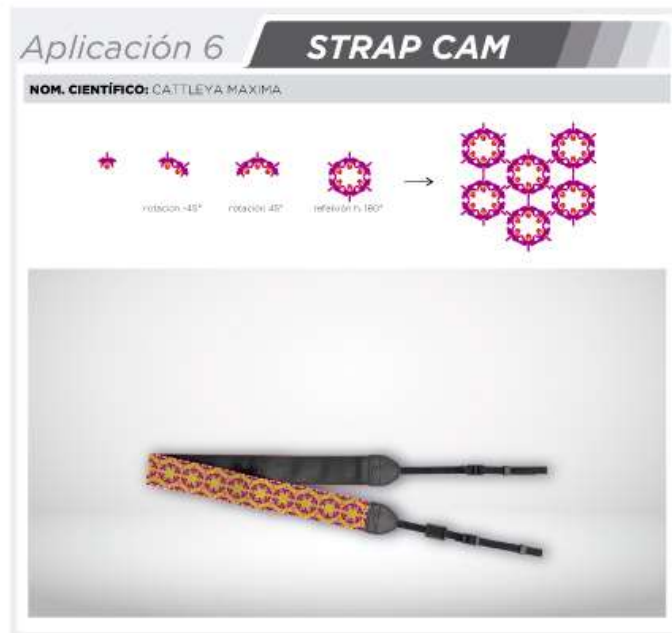 Aplicación 6
STRAP CAM
NOM. CIENTÍFICO: CATTLEYA MAXIMA
rotación -45°
rotación 45°
reflexión h. 180°